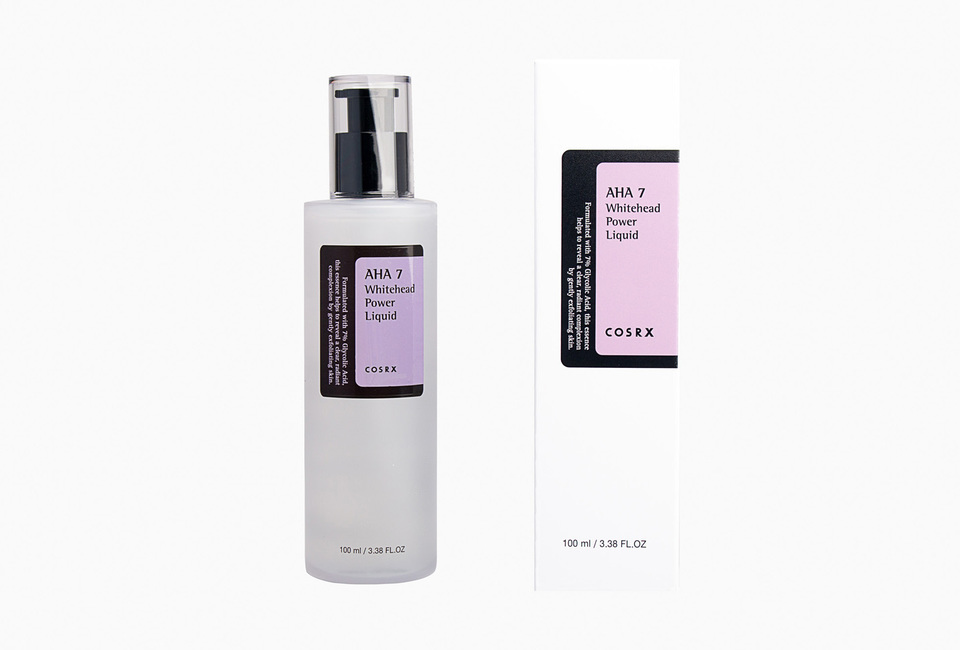 AHA 7
Whitehead
Power
Liquid
Formulated with 7% Glycolic Acid,
this essence helps to reveal a clear, radiant
complexion by gently exfoliating skin.
COSRX
100 ml / 3.38 FL.OZ
AHA 7
Whitehead
Power
Liquid
Formulated with 7% Glycolic Acid, this essence
helps to reveal a clear, radiant complexion
by gently exfoliating skin.
COSRX
100 ml / 3.38 FL.OZ